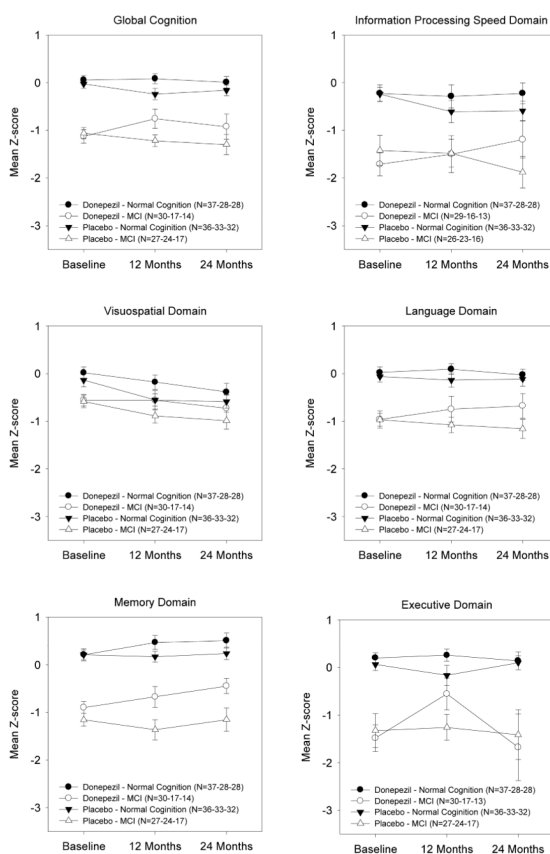 Global Cognition
1
0
-1
-2
-3
Mean Z-score
Donepezil - Normal Cognition (N=37-28-28)
Donepezil - MCI (N=30-17-14)
Placebo - Normal Cognition (N=36-33-32)
Placebo - MCI (N=27-24-17)
Baseline 12 Months 24 Months
Information Processing Speed Domain
1
0
-1
-2
-3
Mean Z-score
Donepezil - Normal Cognition (N=37-28-28)
Donepezil - MCI (N=29-16-13)
Placebo - Normal Cognition (N=36-33-32)
Placebo - MCI (N=26-23-16)
Baseline 12 Months 24 Months
Visuospatial Domain
1
0
-1
-2
-3
Mean Z-score
Donepezil - Normal Cognition (N=37-28-28)
Donepezil - MCI (N=30-17-14)
Placebo - Normal Cognition (N=36-33-32)
Placebo - MCI (N=27-24-17)
Baseline 12 Months 24 Months
Language Domain
1
0
-1
-2
-3
Mean Z-score
Donepezil - Normal Cognition (N=37-28-28)
Donepezil - MCI (N=30-17-14)
Placebo - Normal Cognition (N=36-33-32)
Placebo - MCI (N=27-24-17)
Baseline 12 Months 24 Months
Memory Domain
1
0
-1
-2
-3
Mean Z-score
Donepezil - Normal Cognition (N=37-28-28)
Donepezil - MCI (N=30-17-14)
Placebo - Normal Cognition (N=36-33-32)
Placebo - MCI (N=27-24-17)
Baseline 12 Months 24 Months
Executive Domain
1
0
-1
-2
-3
Mean Z-score
Donepezil - Normal Cognition (N=37-28-28)
Donepezil - MCI (N=30-17-13)
Placebo - Normal Cognition (N=36-33-32)
Placebo - MCI (N=27-24-17)
Baseline 12 Months 24 Months